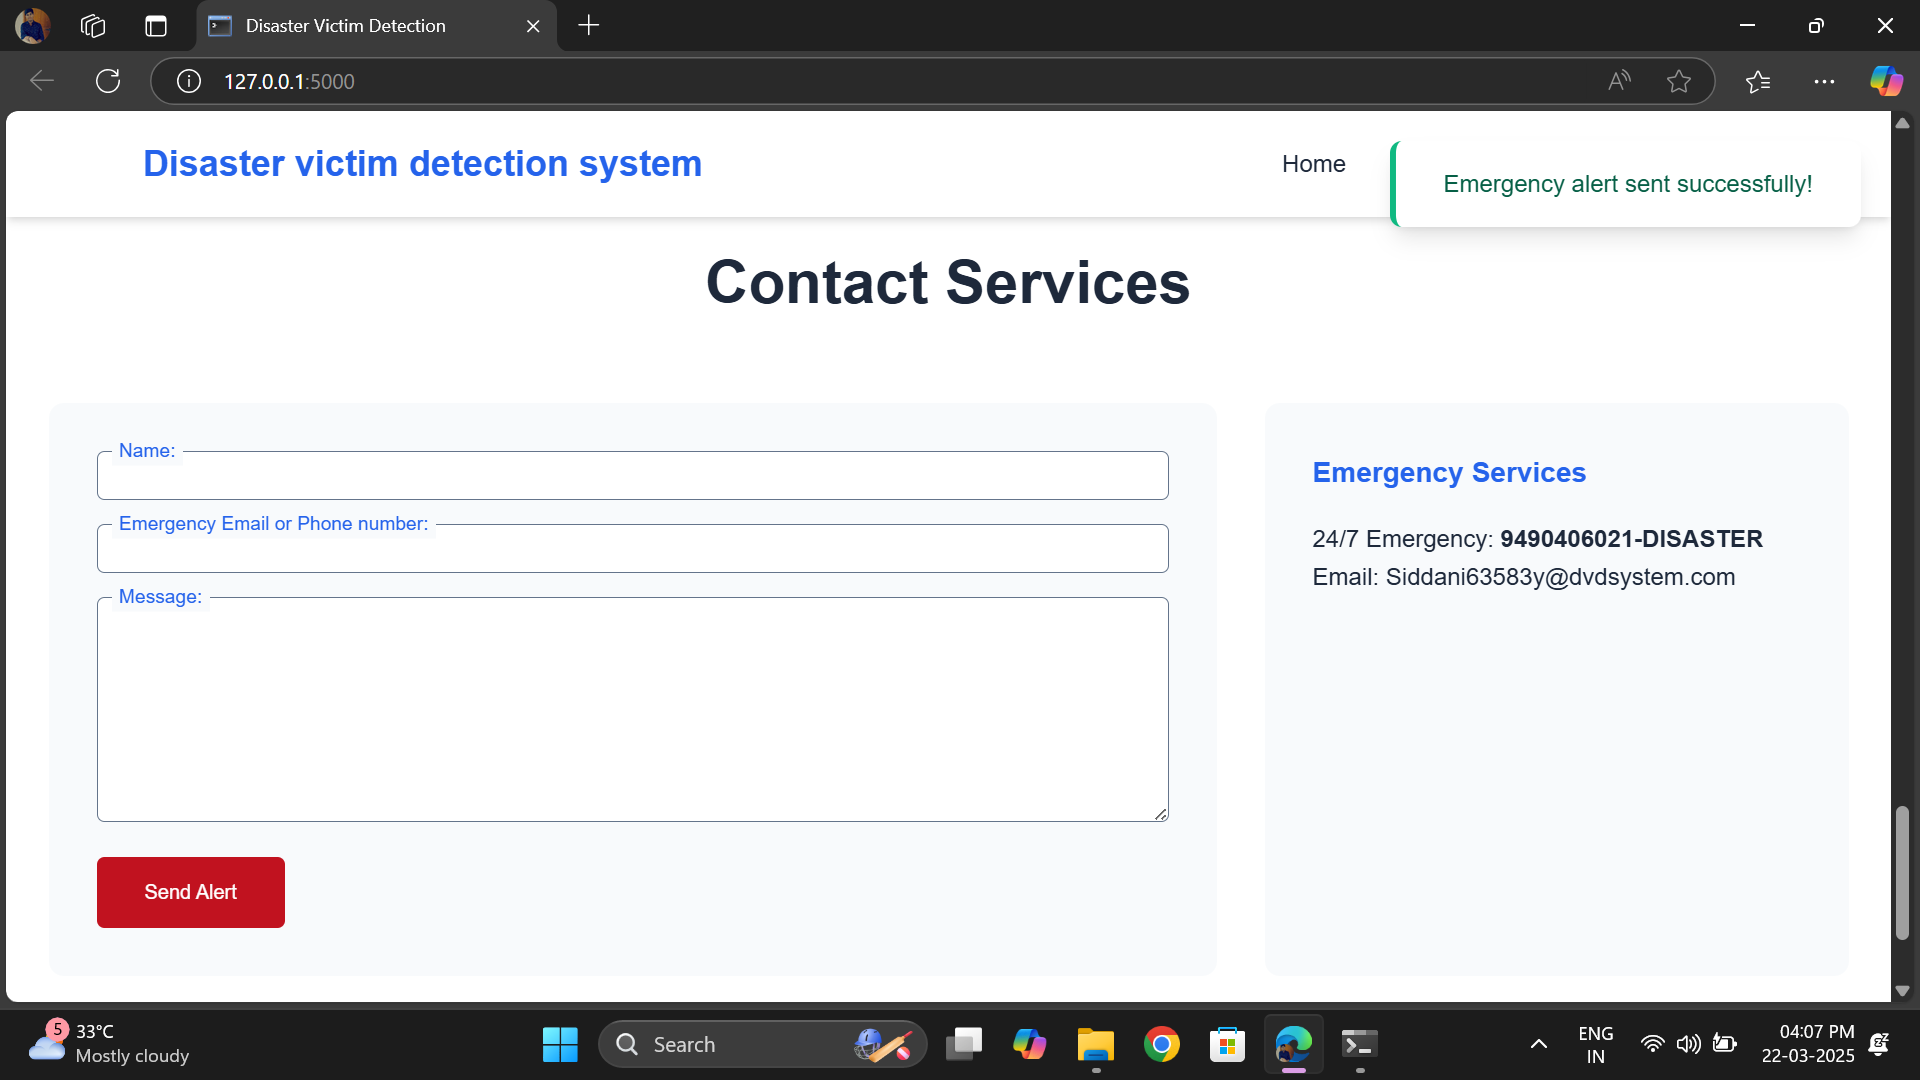 Disaster Victim Detection
127.0.0.1:5000
Disaster victim detection system
Home
Emergency alert sent successfully!
Contact Services
Name:
Emergency Email or Phone number:
Message:
Send Alert
Emergency Services
24/7 Emergency: 9490406021-DISASTER
Email: Siddani63583y@dvdsystem.com
5
33°C
Mostly cloudy
Search
ENG
IN
04:07 PM
22-03-2025